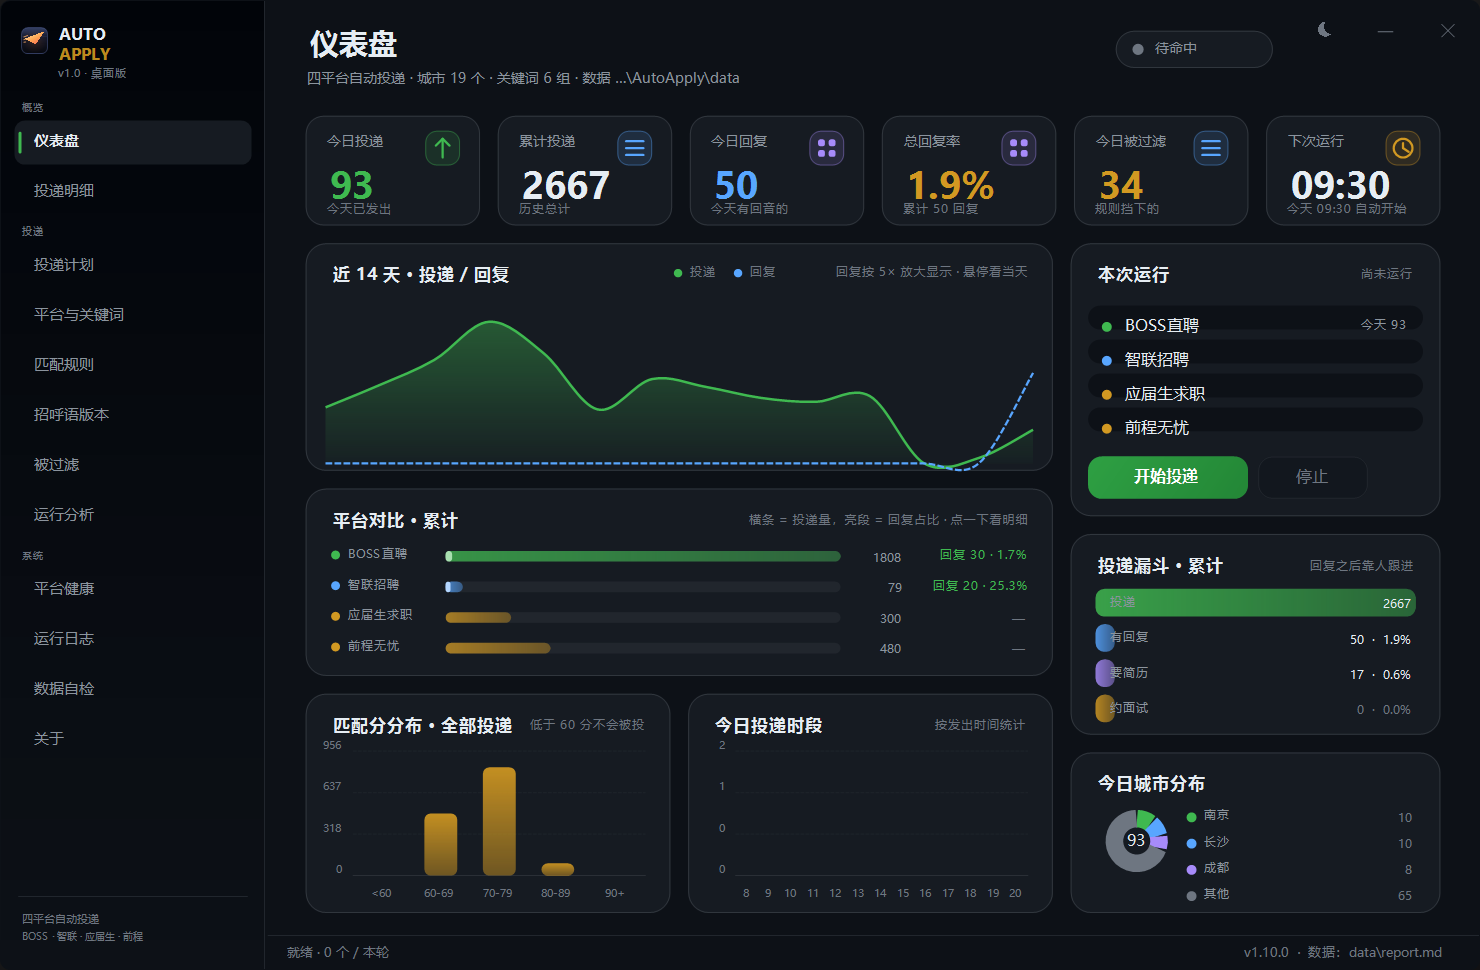 AUTO
APPLY
v1.0 · 桌面版
概览
仪表盘
投递明细
投递
投递计划
平台与关键词
匹配规则
招呼语版本
被过滤
运行分析
系统
平台健康
运行日志
数据自检
关于
四平台自动投递
BOSS · 智联 · 应届生 · 前程
仪表盘
四平台自动投递 · 城市 19 个 · 关键词 6 组 · 数据 ...\AutoApply\data
待命中
今日投递
93
今天已发出
累计投递
2667
历史总计
今日回复
50
今天有回音的
总回复率
1.9%
累计 50 回复
今日被过滤
34
规则挡下的
下次运行
09:30
今天 09:30 自动开始
近 14 天 • 投递 / 回复
投递
回复
回复按 5× 放大显示 · 悬停看当天
平台对比 • 累计
横条 = 投递量，亮段 = 回复占比 · 点一下看明细
BOSS直聘 1808 回复 30 · 1.7%
智联招聘 79 回复 20 · 25.3%
应届生求职 300 —
前程无忧 480 —
匹配分分布 • 全部投递
低于 60 分不会被投
956
637
318
0
<60 60-69 70-79 80-89 90+
今日投递时段
按发出时间统计
2
1
0
0
8 9 10 11 12 13 14 15 16 17 18 19 20
本次运行
尚未运行
BOSS直聘 今天 93
智联招聘
应届生求职
前程无忧
开始投递
停止
投递漏斗 • 累计
回复之后靠人跟进
投递 2667
有回复 50 · 1.9%
要简历 17 · 0.6%
约面试 0 · 0.0%
今日城市分布
93
南京 10
长沙 10
成都 8
其他 65
就绪 · 0 个 / 本轮
v1.10.0 · 数据：data\report.md